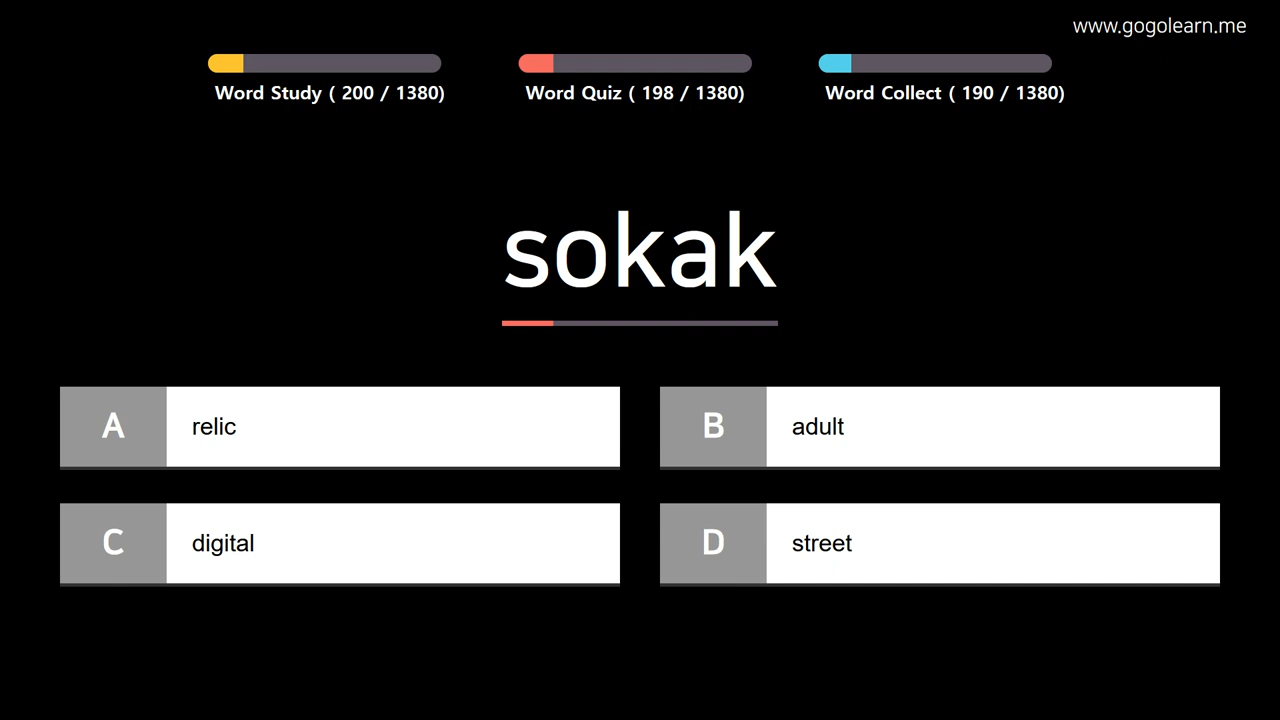 www.gogolearn.me
Word Study ( 200 / 1380)
Word Quiz ( 198 / 1380)
Word Collect ( 190 / 1380)
sokak
A relic
B adult
C digital
D street